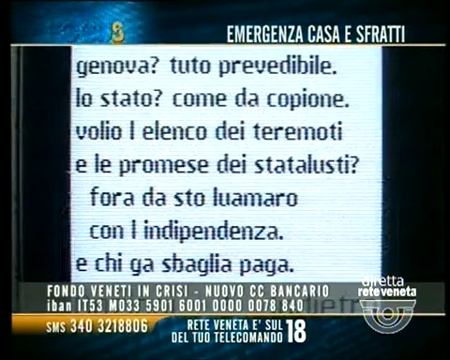 EMERGENZA CASA E SFRATTI
genova? tuto prevedibile.
lo stato? come da copione.
volio l elenco dei teremoti
e le promese dei statalusti?
fora da sto luamaro
con l indipendenza.
e chi ga sbaglia paga.
FONDO VENETI IN CRISI - NUOVO CC BANCARIO
iban IT53 M033 5901 6001 0000 0078 840
diretta
reteveneta
SMS 340 3218806
RETE VENETA E' SUL
DEL TUO TELECOMANDO 18